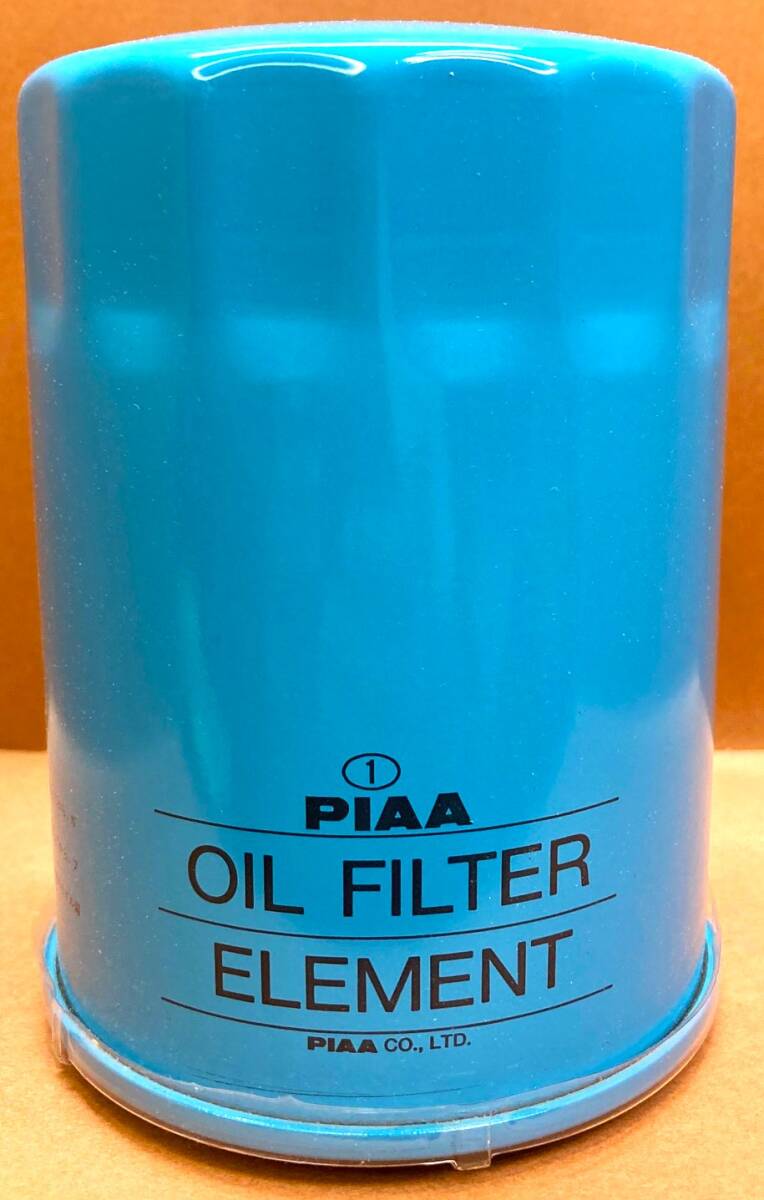 ①
PIAA
OIL FILTER
ELEMENT
PIAA CO., LTD.